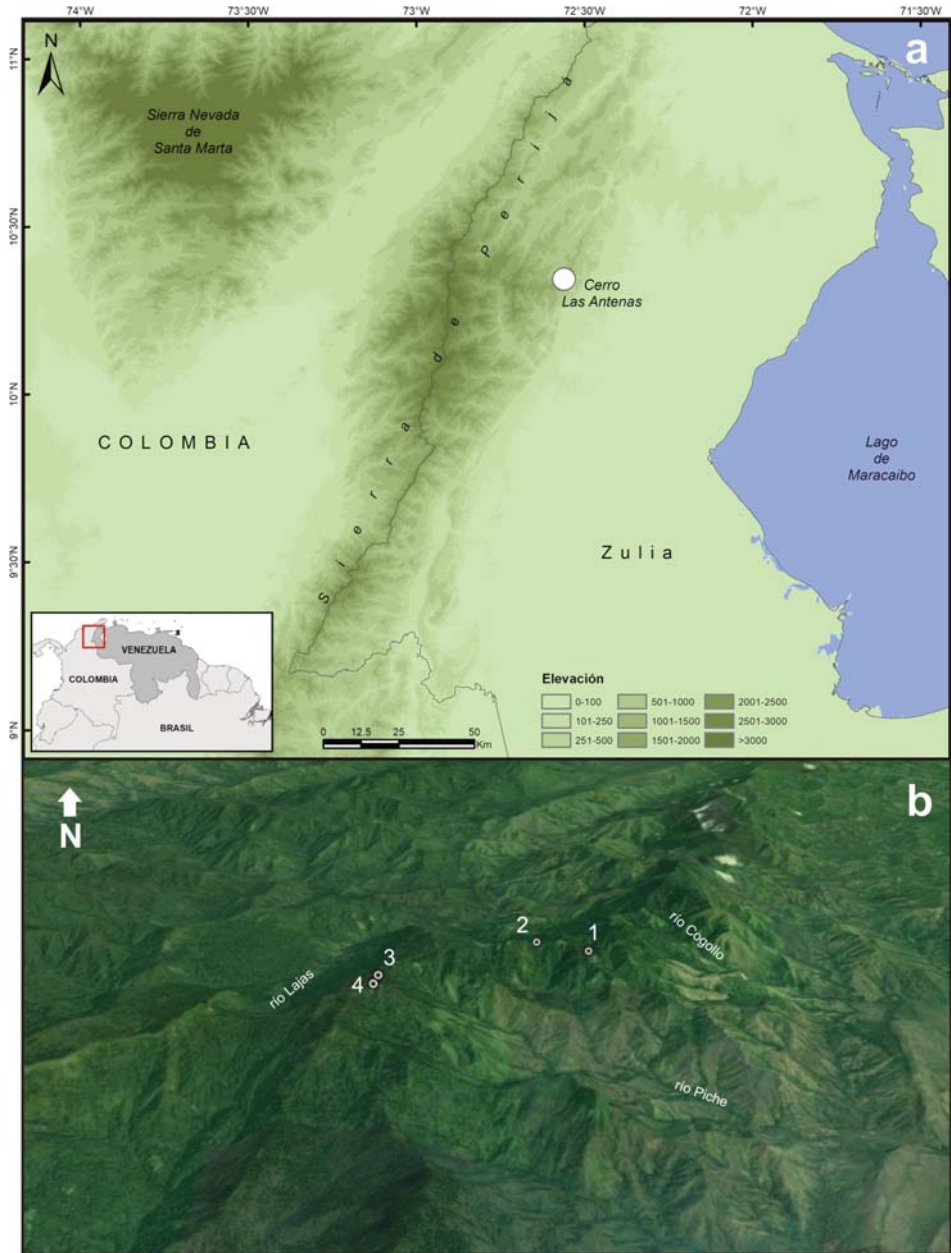 74°W
73°30'W
73°W
72°30'W
72°W
71°30'W
N
a
11°N
10°30'N
10°N
9°30'N
9°N
Sierra Nevada
de
Santa Marta
Sierra de Perijá
Cerro
Las Antenas
COLOMBIA
Lago
de
Maracaibo
Zulia
VENEZUELA
COLOMBIA
BRASIL
Elevación
0-100
101-250
251-500
501-1000
1001-1500
1501-2000
2001-2500
2501-3000
>3000
0 12.5 25 50
Km
b
N
2
1
río Cogollo
3
4
río Lajas
río Piche